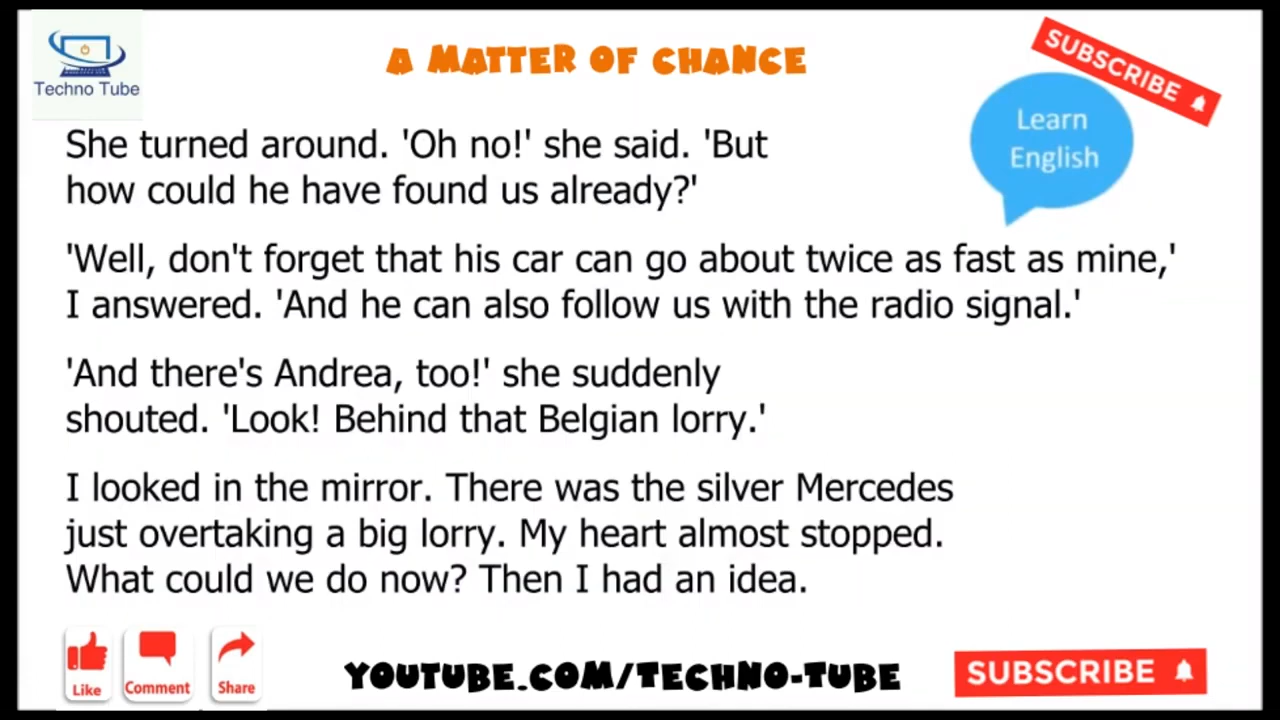 Techno Tube
A MATTER OF CHANCE
SUBSCRIBE
Learn
English
She turned around. 'Oh no!' she said. 'But
how could he have found us already?'
'Well, don't forget that his car can go about twice as fast as mine,'
I answered. 'And he can also follow us with the radio signal.'
'And there's Andrea, too!' she suddenly
shouted. 'Look! Behind that Belgian lorry.'
I looked in the mirror. There was the silver Mercedes
just overtaking a big lorry. My heart almost stopped.
What could we do now? Then I had an idea.
Like
Comment
Share
YOUTUBE.COM/TECHNO-TUBE
SUBSCRIBE